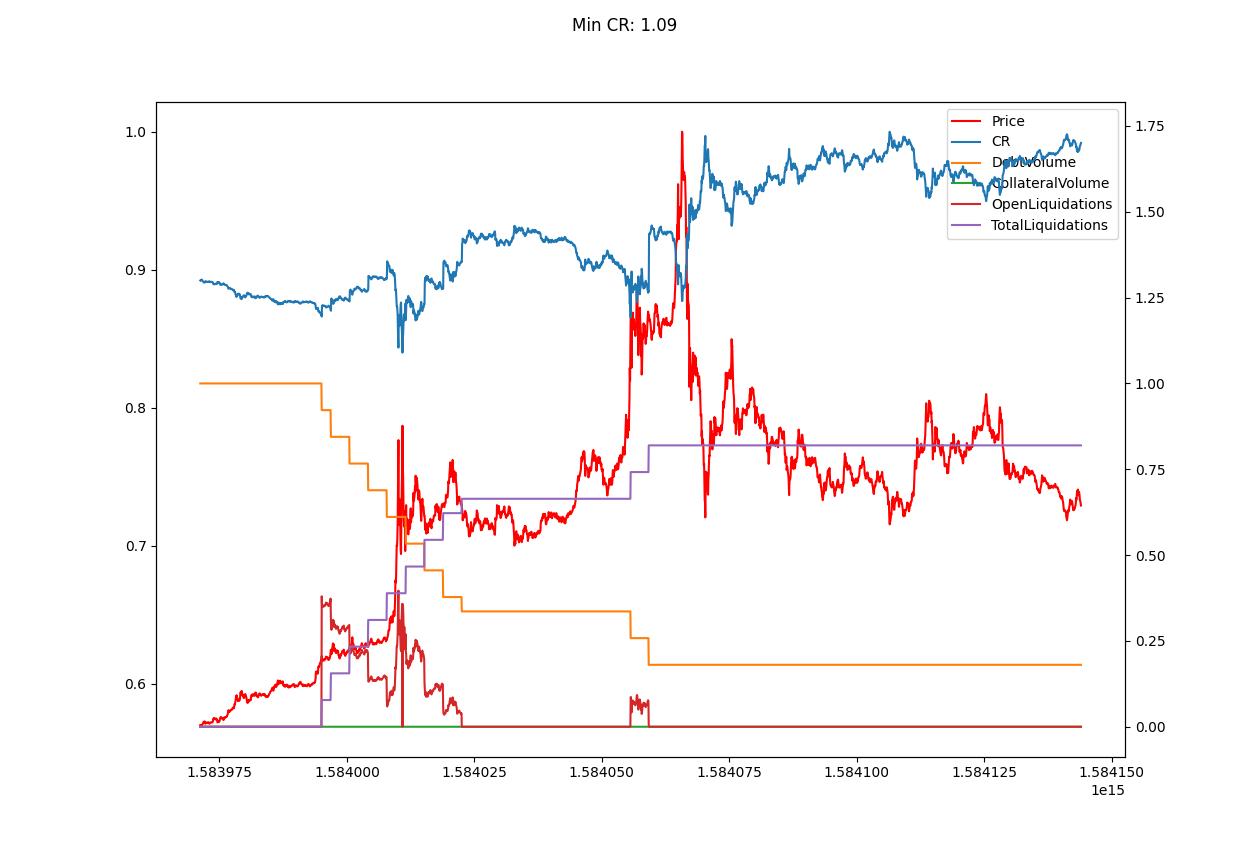 Min CR: 1.09
Price
CR
DebtVolume
CollateralVolume
OpenLiquidations
TotalLiquidations
1.0
0.9
0.8
0.7
0.6
1.75
1.50
1.25
1.00
0.75
0.50
0.25
0.00
1.583975 1.584000 1.584025 1.584050 1.584075 1.584100 1.584125 1.584150
1e15